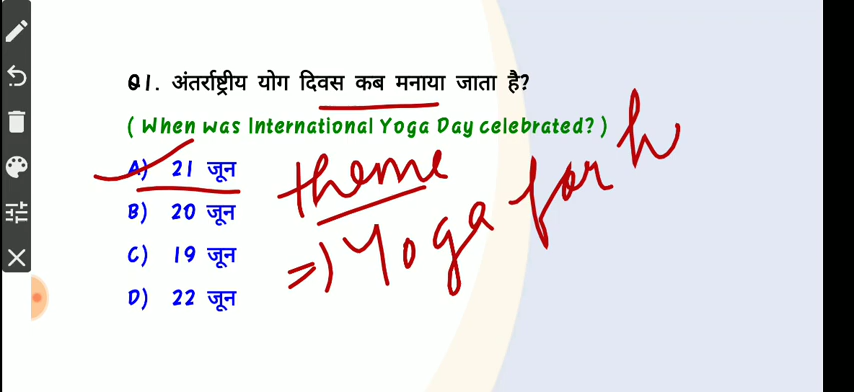 Q1. अंतर्राष्ट्रीय योग दिवस कब मनाया जाता है?
( When was International Yoga Day celebrated? )
A) 21 जून
B) 20 जून
C) 19 जून
D) 22 जून
theme
⇒ Yoga for h